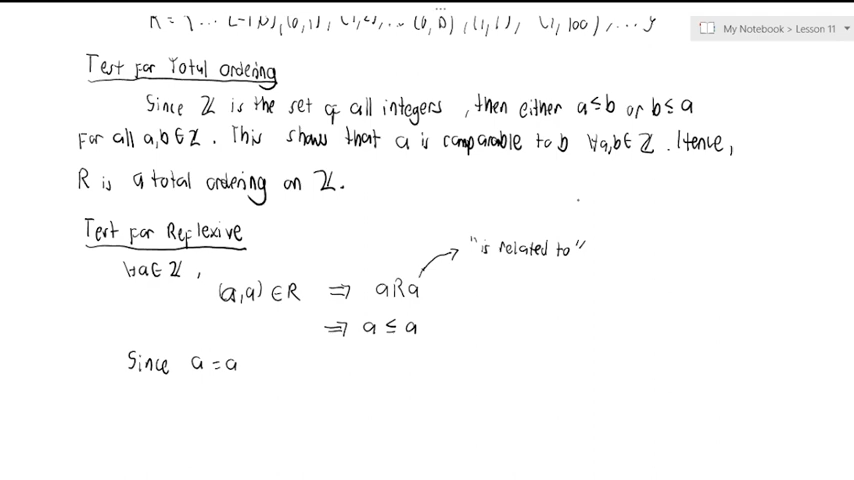 My Notebook > Lesson 11
Test for Total Ordering
Since ℤ is the set of all integers, then either a≤b or b≤a
For all a,b∈ℤ. This shows that a is comparable to b ∀a,b∈ℤ. Hence,
R is a total ordering on ℤ.
Test for Reflexive
∀a∈ℤ,
"is related to"
(a,a)∈R ⇒ aRa
⇒ a ≤ a
Since a = a